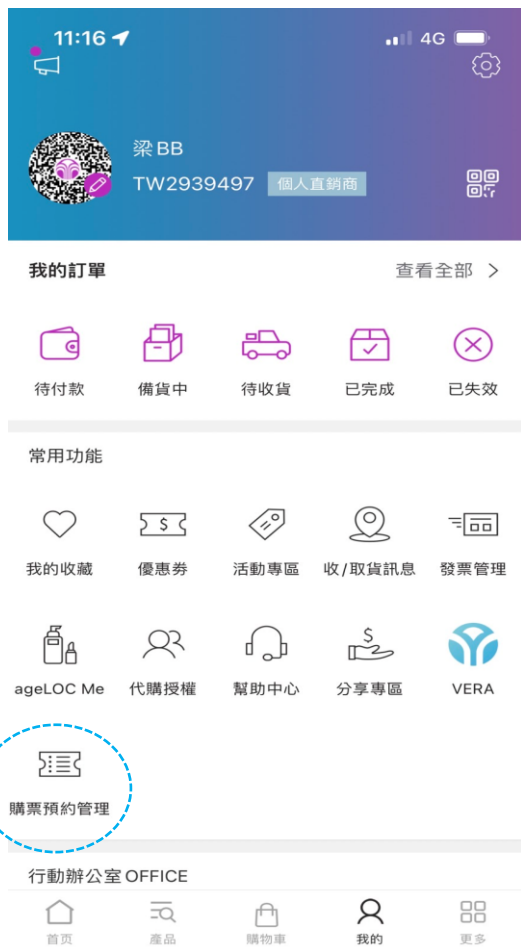 11:16 4G
梁BB
TW2939497 個人直銷商
我的訂單 查看全部 >
待付款 備貨中 待收貨 已完成 已失效
常用功能
我的收藏 優惠券 活動專區 收/取貨訊息 發票管理
ageLOC Me 代購授權 幫助中心 分享專區 VERA
購票預約管理
行動辦公室 OFFICE
首页 產品 購物車 我的 更多